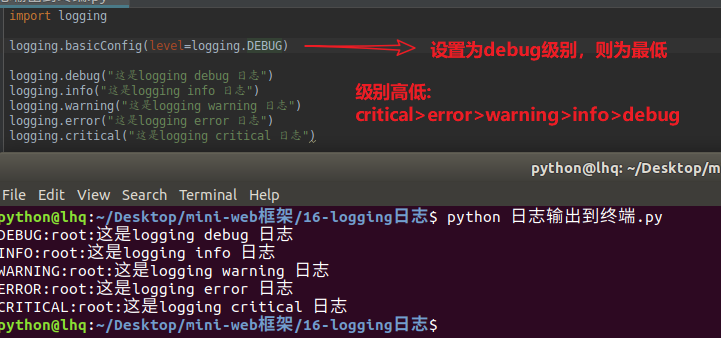 志输出到终端.py
import logging
logging.basicConfig(level=logging.DEBUG)
设置为debug级别，则为最低
logging.debug("这是logging debug 日志")
logging.info("这是logging info 日志")
logging.warning("这是logging warning 日志")
logging.error("这是logging error 日志")
logging.critical("这是logging critical 日志")
级别高低:
critical>error>warning>info>debug
python@lhq: ~/Desktop/mini-w
File Edit View Search Terminal Help
python@lhq:~/Desktop/mini-web框架/16-logging日志$ python 日志输出到终端.py
DEBUG:root:这是logging debug 日志
INFO:root:这是logging info 日志
WARNING:root:这是logging warning 日志
ERROR:root:这是logging error 日志
CRITICAL:root:这是logging critical 日志
python@lhq:~/Desktop/mini-web框架/16-logging日志$